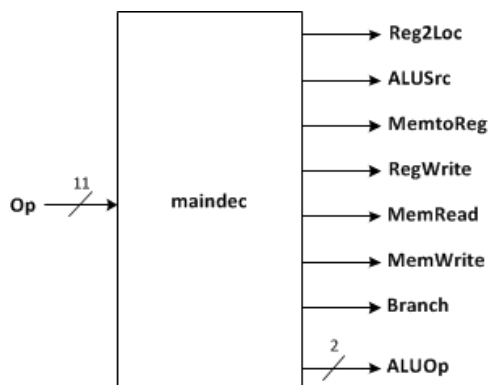 Reg2Loc
ALUSrc
MemtoReg
11
RegWrite
Op
maindec
MemRead
MemWrite
Branch
2
ALUOp